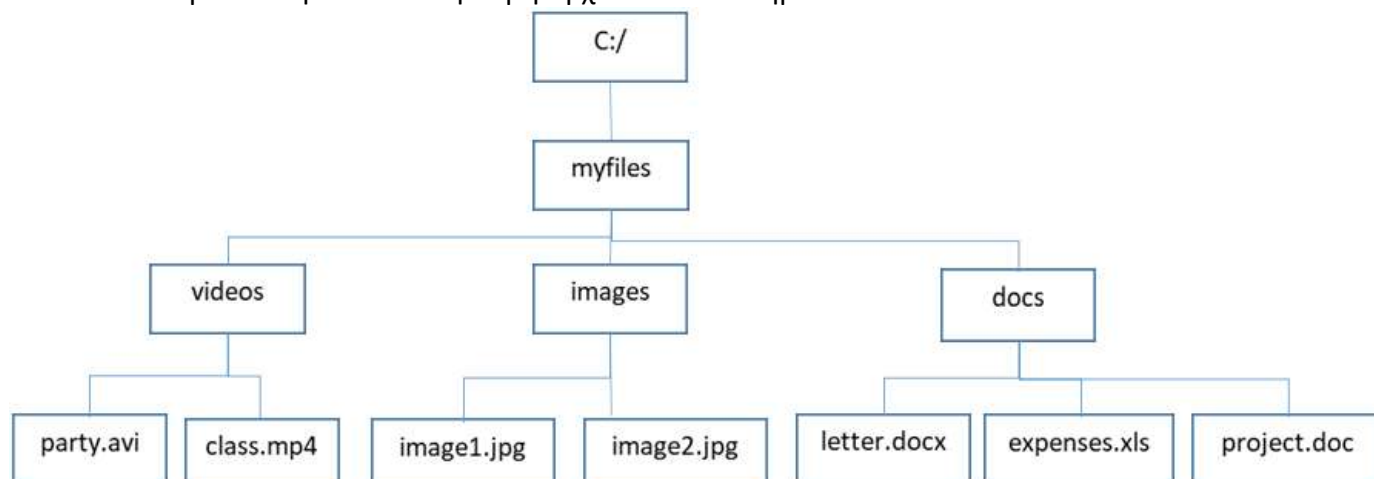 C:/
myfiles
videos images docs
party.avi class.mp4 image1.jpg image2.jpg letter.docx expenses.xls project.doc